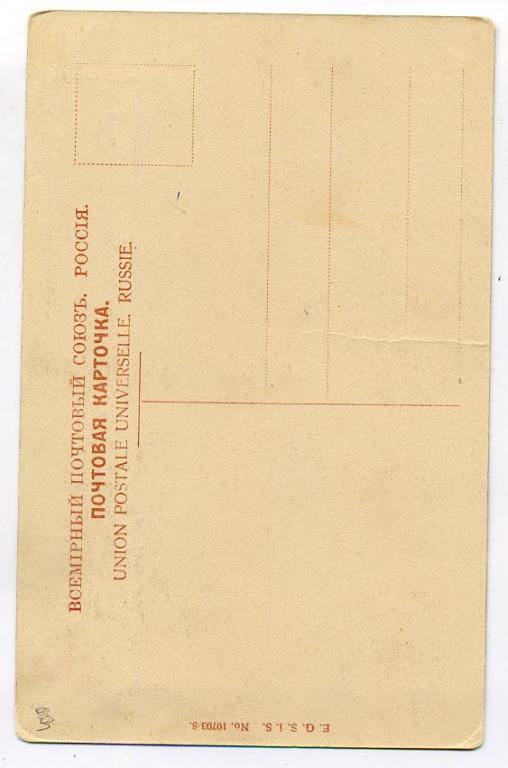 ВСЕМІРНЫЙ ПОЧТОВЫЙ СОЮЗЪ. РОССІЯ.
ПОЧТОВАЯ КАРТОЧКА.
UNION POSTALE UNIVERSELLE. RUSSIE.
E. G. S. i. S. No. 10703-8.